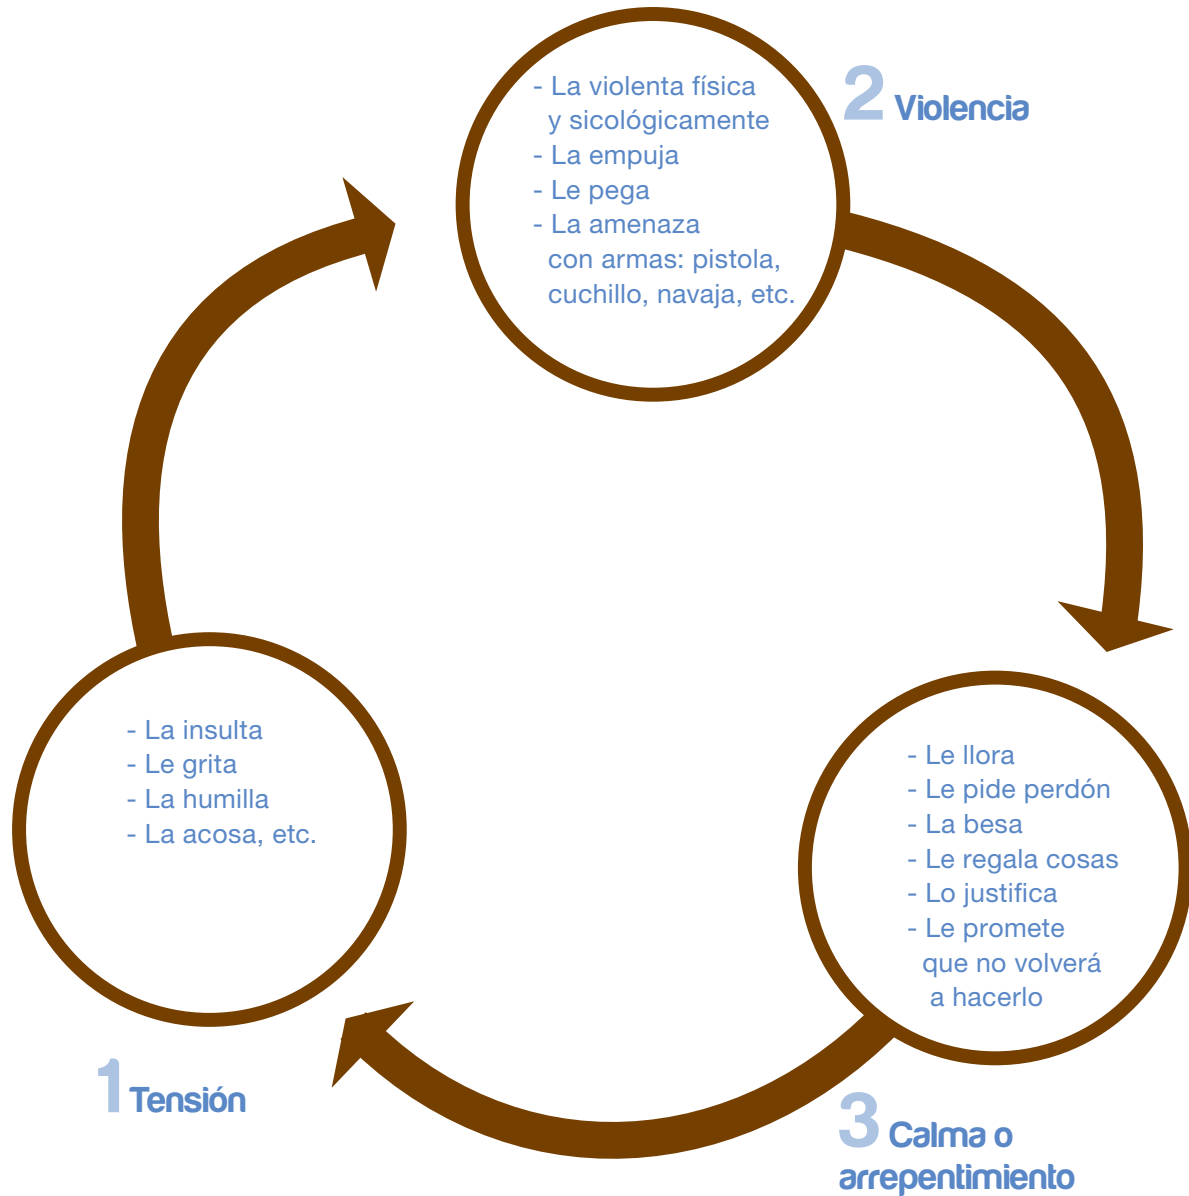 - La violenta física
y sicológicamente
- La empuja
- Le pega
- La amenaza
con armas: pistola,
cuchillo, navaja, etc.
2 Violencia
- La insulta
- Le grita
- La humilla
- La acosa, etc.
1 Tensión
- Le llora
- Le pide perdón
- La besa
- Le regala cosas
- Lo justifica
- Le promete
que no volverá
a hacerlo
3 Calma o
arrepentimiento